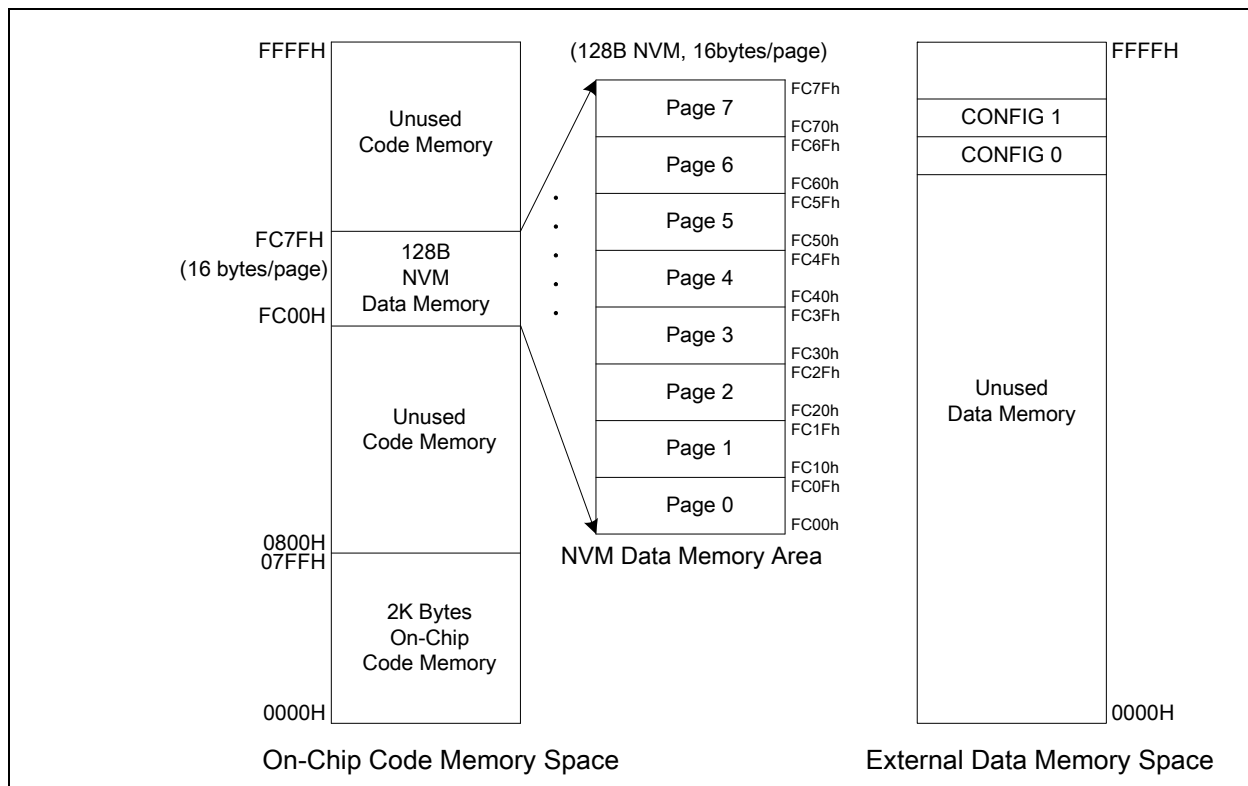 FFFFH
Unused
Code Memory
FC7FH
(16 bytes/page)
128B
NVM
Data Memory
FC00H
Unused
Code Memory
0800H
07FFH
2K Bytes
On-Chip
Code Memory
0000H
On-Chip Code Memory Space
(128B NVM, 16bytes/page)
FC7Fh
Page 7
FC70h
FC6Fh
Page 6
FC60h
FC5Fh
Page 5
FC50h
FC4Fh
Page 4
FC40h
FC3Fh
Page 3
FC30h
FC2Fh
Page 2
FC20h
FC1Fh
Page 1
FC10h
FC0Fh
Page 0
FC00h
NVM Data Memory Area
FFFFH
CONFIG 1
CONFIG 0
Unused
Data Memory
0000H
External Data Memory Space